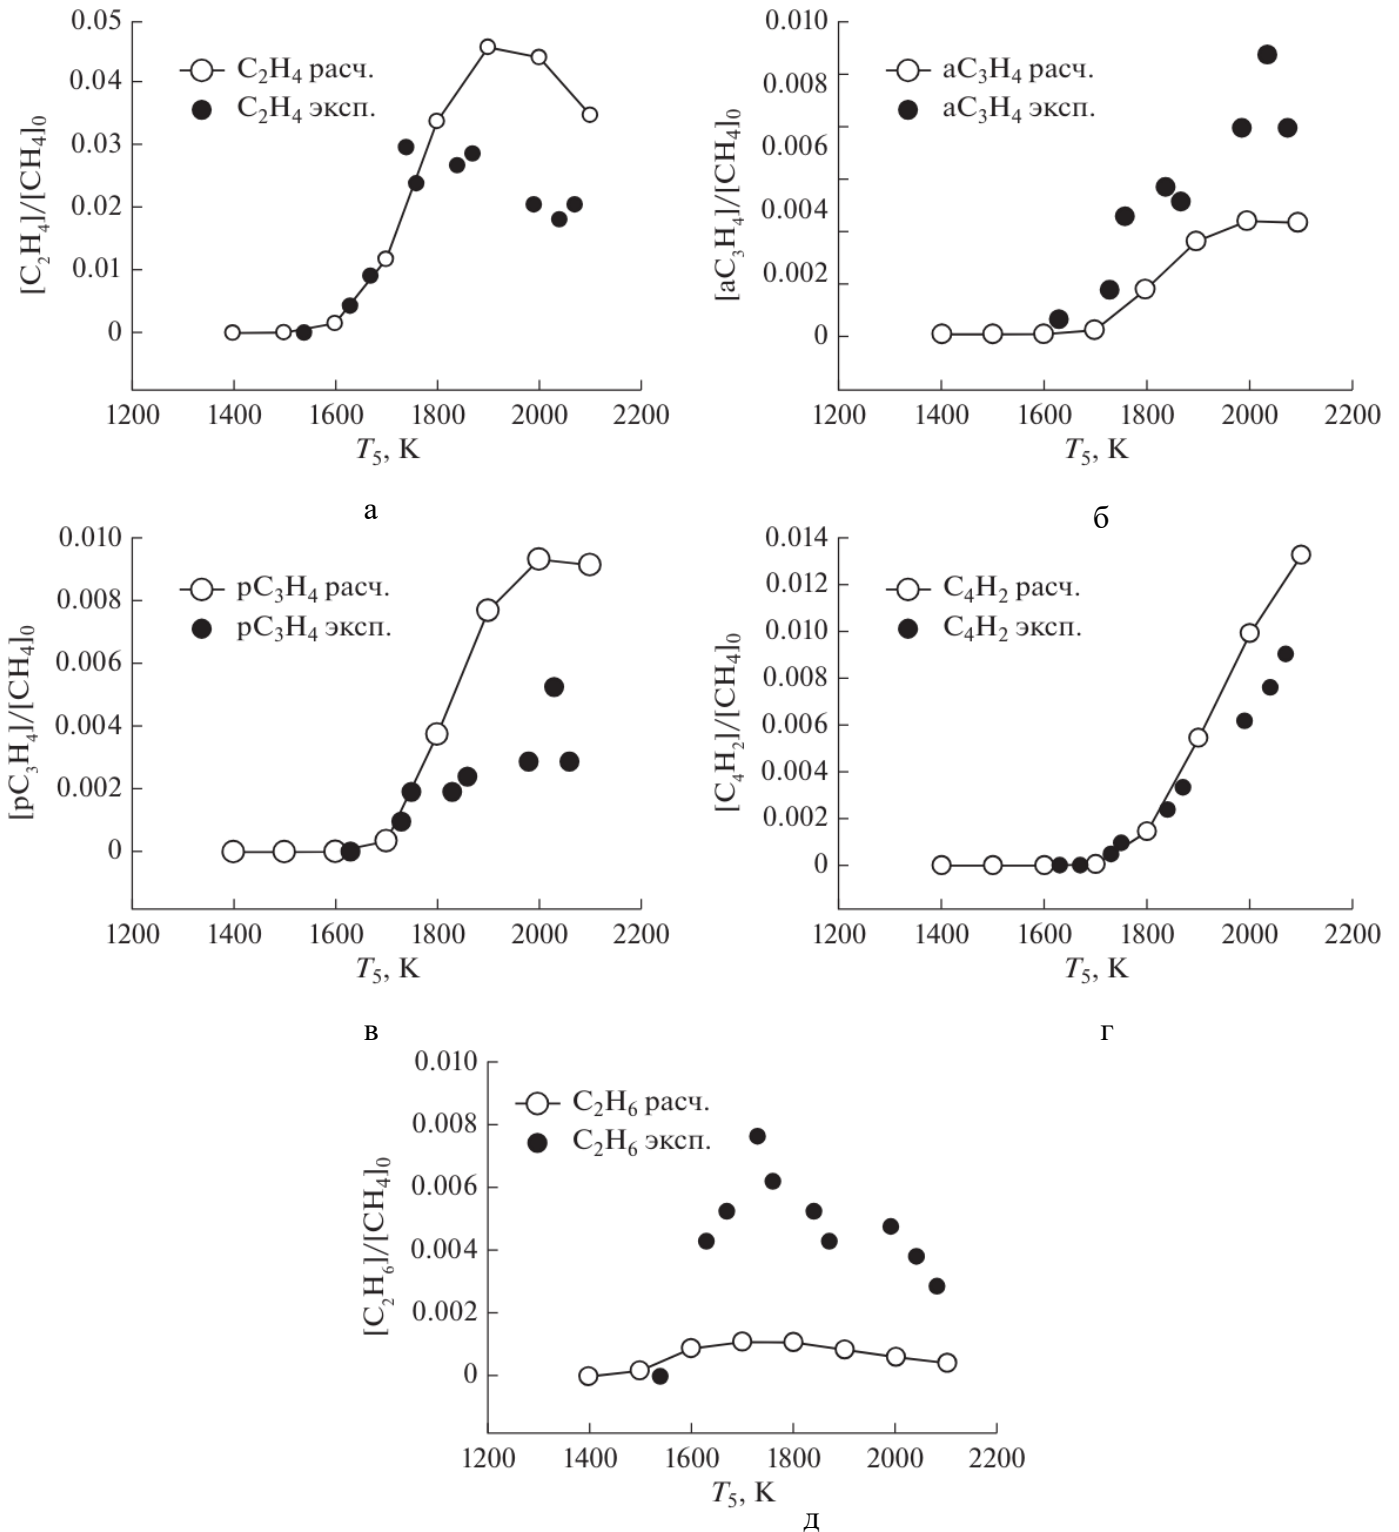 0.05
0.04
0.03
0.02
0.01
0
[C₂H₄]/[CH₄]₀
C₂H₄ расч.
C₂H₄ эксп.
1200 1400 1600 1800 2000 2200
T₅, K
а
0.010
0.008
0.006
0.004
0.002
0
[aC₃H₄]/[CH₄]₀
aC₃H₄ расч.
aC₃H₄ эксп.
1200 1400 1600 1800 2000 2200
T₅, K
б
0.010
0.008
0.006
0.004
0.002
0
[pC₃H₄]/[CH₄]₀
pC₃H₄ расч.
pC₃H₄ эксп.
1200 1400 1600 1800 2000 2200
T₅, K
в
0.014
0.012
0.010
0.008
0.006
0.004
0.002
0
[C₄H₂]/[CH₄]₀
C₄H₂ расч.
C₄H₂ эксп.
1200 1400 1600 1800 2000 2200
T₅, K
г
0.010
0.008
0.006
0.004
0.002
0
[C₂H₆]/[CH₄]₀
C₂H₆ расч.
C₂H₆ эксп.
1200 1400 1600 1800 2000 2200
T₅, K
д